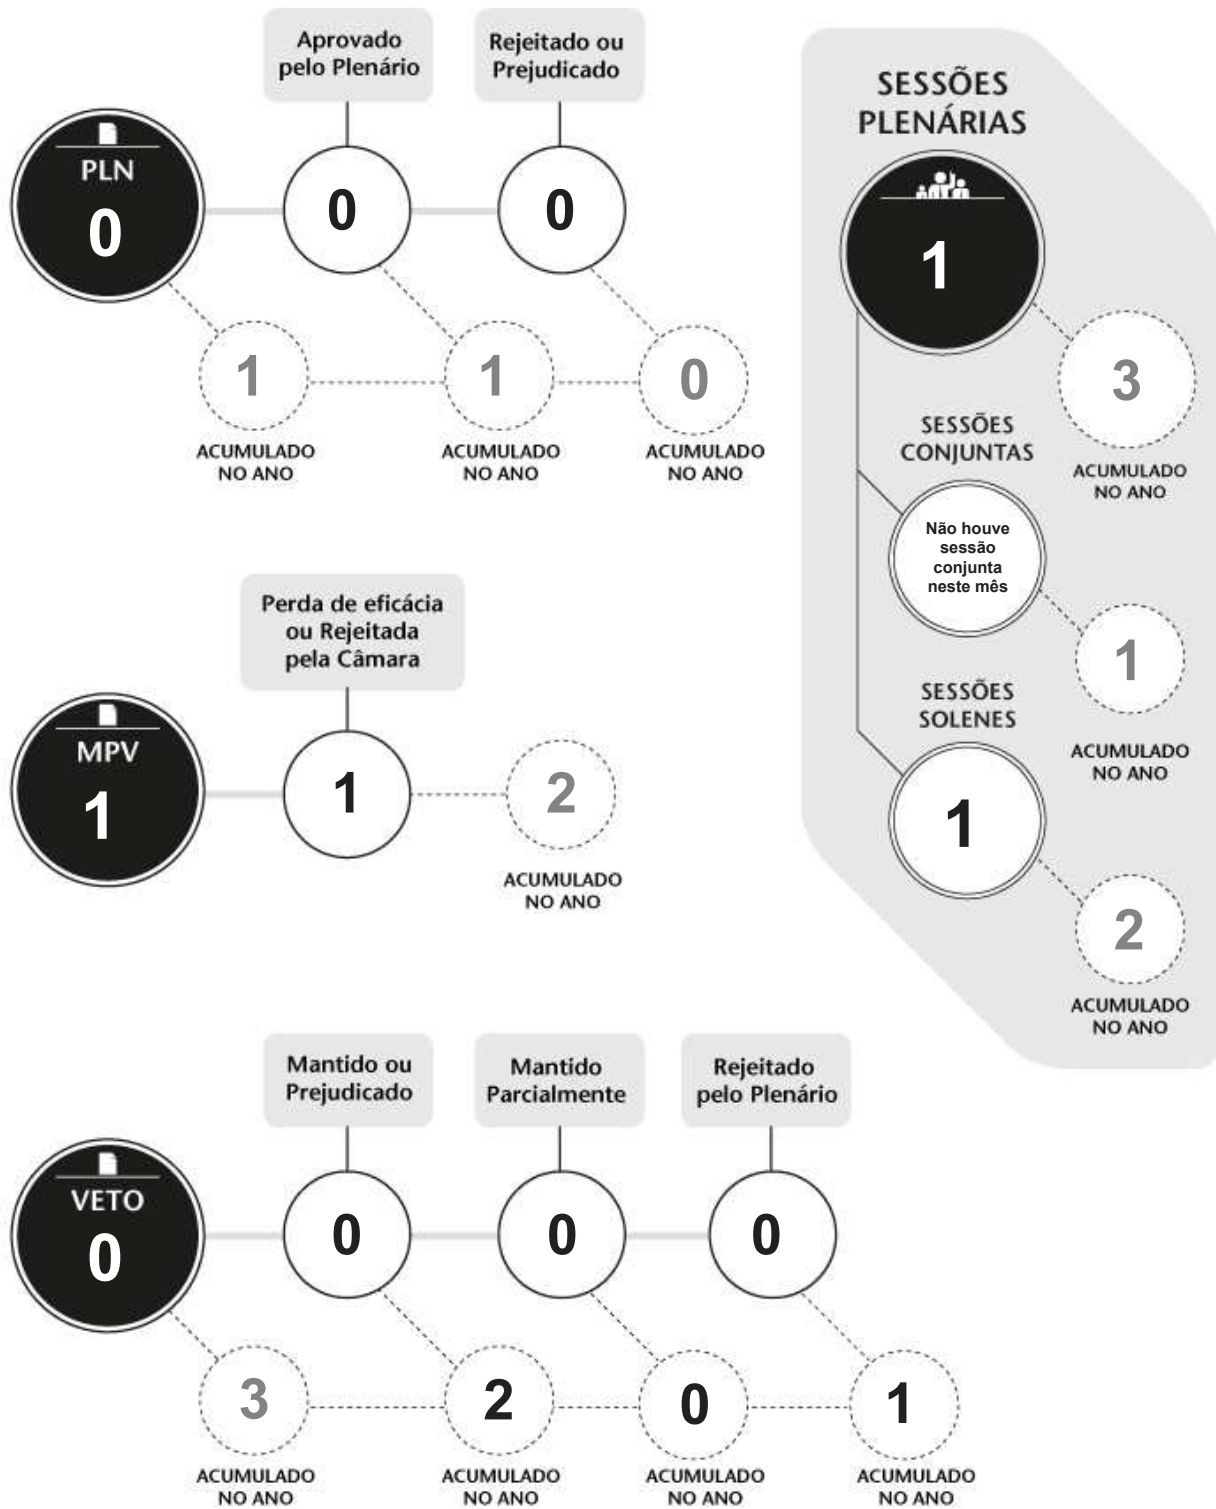 Aprovado
pelo Plenário
Rejeitado ou
Prejudicado
PLN
0
0
0
1
1
0
ACUMULADO
NO ANO
ACUMULADO
NO ANO
ACUMULADO
NO ANO
Perda de eficácia
ou Rejeitada
pela Câmara
MPV
1
1
2
ACUMULADO
NO ANO
Mantido ou
Prejudicado
Mantido
Parcialmente
Rejeitado
pelo Plenário
VETO
0
0
0
0
3
2
0
1
ACUMULADO
NO ANO
ACUMULADO
NO ANO
ACUMULADO
NO ANO
ACUMULADO
NO ANO
SESSÕES
PLENÁRIAS
1
3
ACUMULADO
NO ANO
SESSÕES
CONJUNTAS
Não houve
sessão
conjunta
neste mês
1
ACUMULADO
NO ANO
SESSÕES
SOLENES
1
2
ACUMULADO
NO ANO